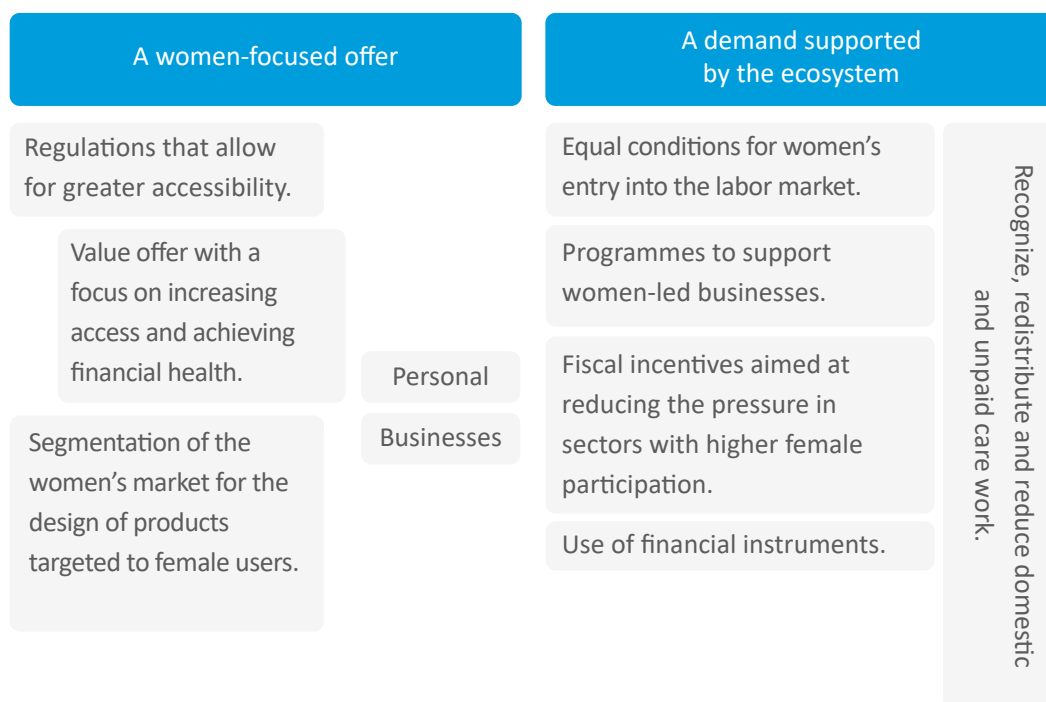 A women-focused offer
Regulations that allow
for greater accessibility.
Value offer with a
focus on increasing
access and achieving
financial health.
Segmentation of the
women’s market for the
design of products
targeted to female users.
Personal
Businesses
A demand supported
by the ecosystem
Equal conditions for women’s
entry into the labor market.
Programmes to support
women-led businesses.
Fiscal incentives aimed at
reducing the pressure in
sectors with higher female
participation.
Use of financial instruments.
Recognize, redistribute and reduce domestic
and unpaid care work.